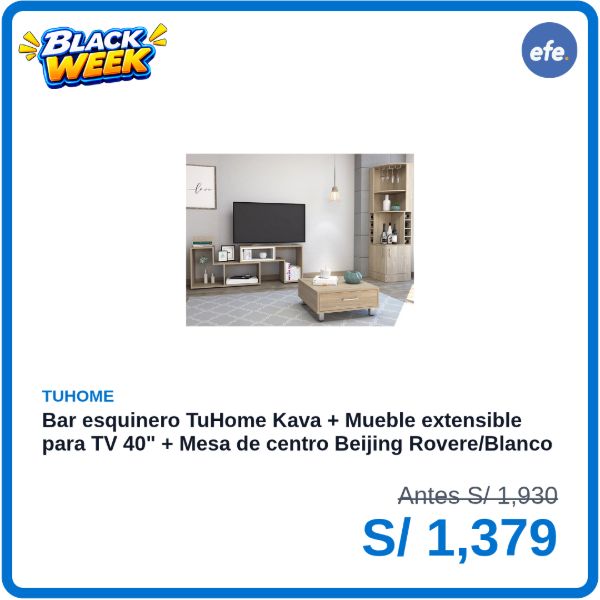 BLACK
WEEK
efe.
TUHOME
Bar esquinero TuHome Kava + Mueble extensible
para TV 40" + Mesa de centro Beijing Rovere/Blanco
Antes S/ 1,930
S/ 1,379